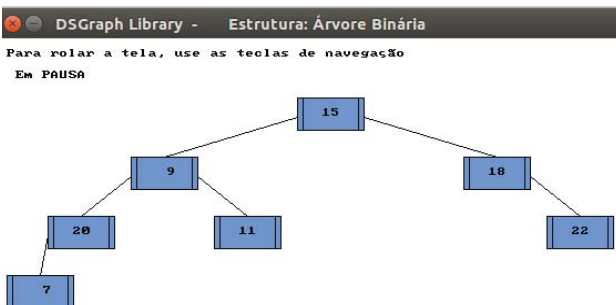 DSGraph Library - Estrutura: Árvore Binária
Para rolar a tela, use as teclas de navegação
Em PAUSA
15
9 18
20 11 22
7